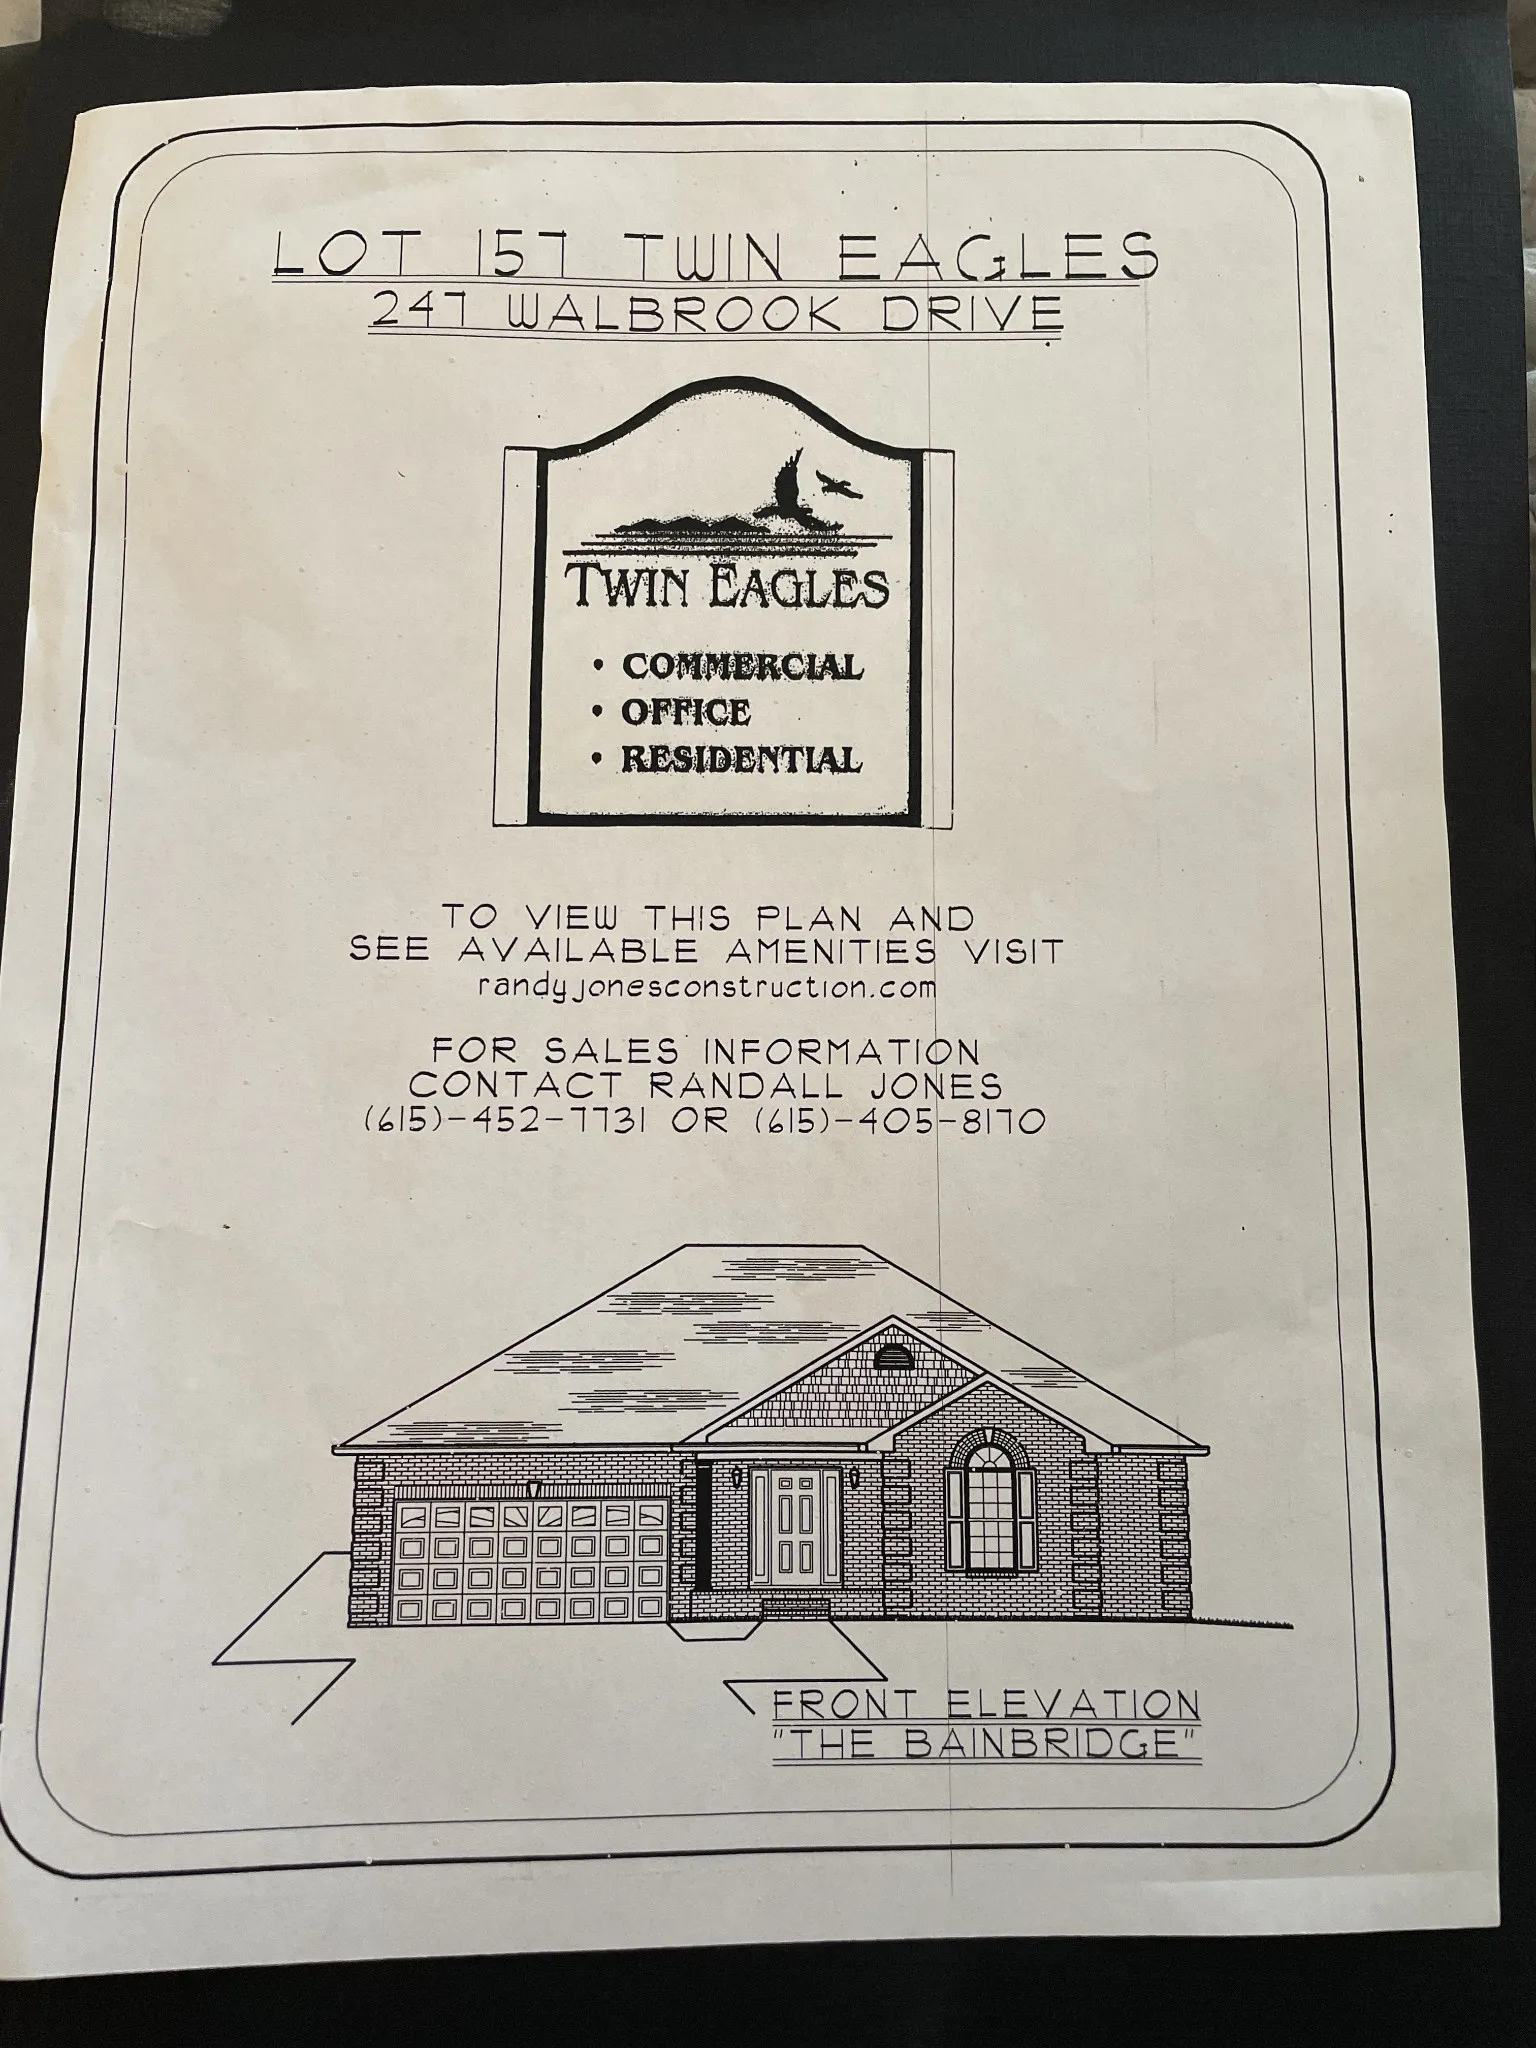 LOT 157 TWIN EAGLES
247 WALBROOK DRIVE
TWIN EAGLES
• COMMERCIAL
• OFFICE
• RESIDENTIAL
TO VIEW THIS PLAN AND
SEE AVAILABLE AMENITIES VISIT
randyjonesconstruction.com
FOR SALES INFORMATION
CONTACT RANDALL JONES
(615)-452-7731 OR (615)-405-8170
FRONT ELEVATION
"THE BAINBRIDGE"